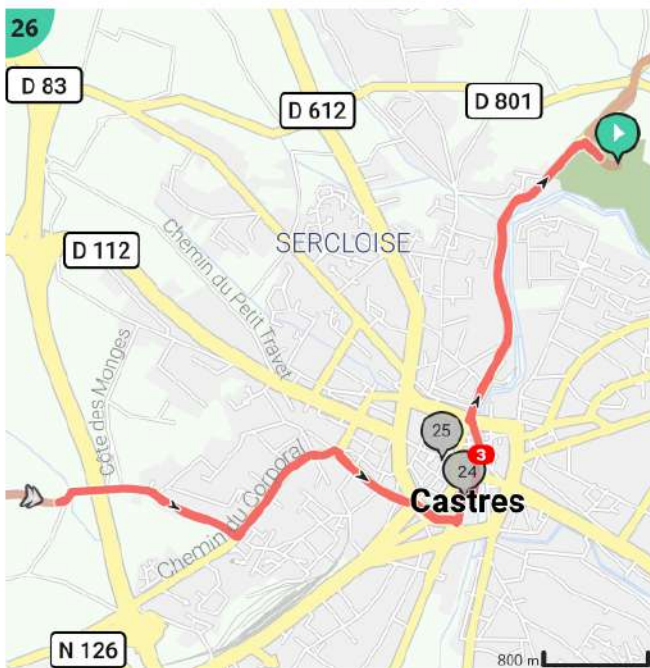 26
D 83
D 612
D 801
SERCLOISE
D 112
Chemin du Petit Travet
Côte des Monges
25
3
24
Castres
Chemin du Corporal
N 126
800 m